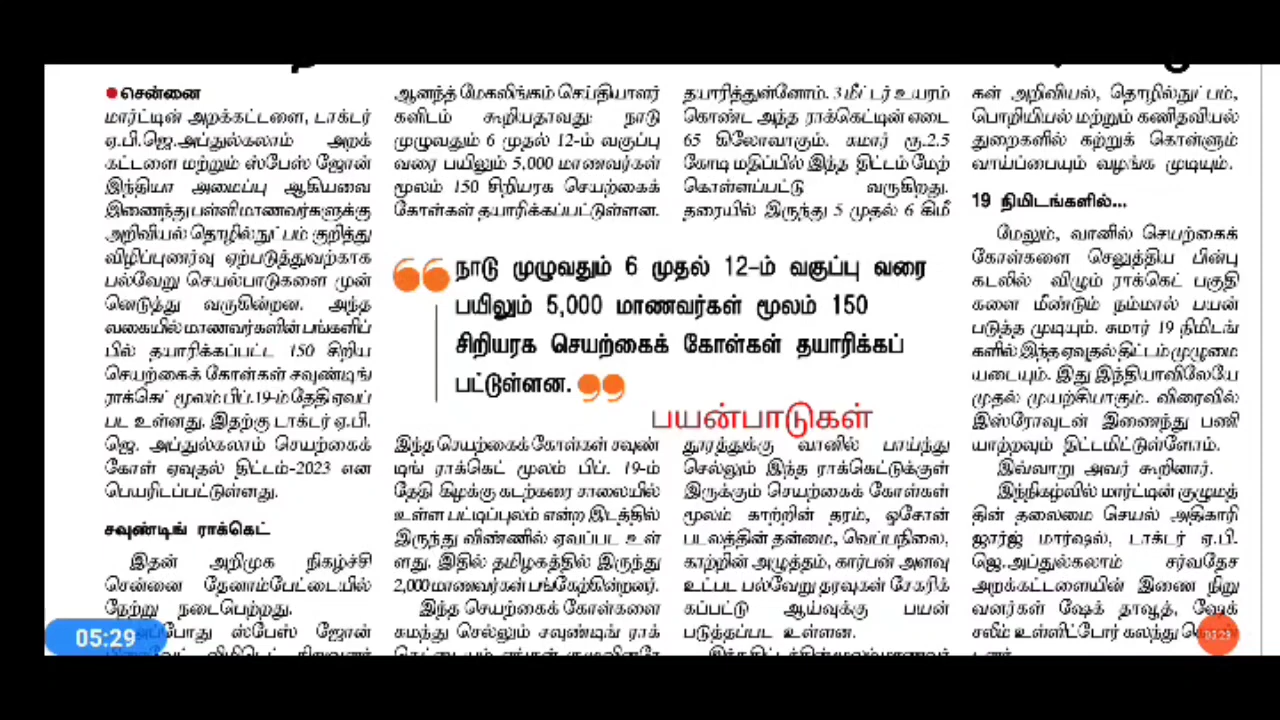 ●சென்னை
மார்ட்டின் அறக்கட்டளை, டாக்டர்
ஏ.பி.ஜெ.அப்துல்கலாம் அறக்
கட்டளை மற்றும் ஸ்பேஸ் ஜோன்
இந்தியா அமைப்பு ஆகியவை
இணைந்து பள்ளி மாணவர்களுக்கு
அறிவியல் தொழில்நுட்பம் குறித்து
விழிப்புணர்வு ஏற்படுத்துவற்காக
பல்வேறு செயல்பாடுகளை முன்
னெடுத்து வருகின்றன. அந்த
வகையில் மாணவர்களின் பங்களிப்
பில் தயாரிக்கப்பட்ட 150 சிறிய
செயற்கைக் கோள்கள் சவுண்டிங்
ராக்கெட் மூலம் பிப்.19-ம் தேதி ஏவப்
பட உள்ளது. இதற்கு டாக்டர் ஏ.பி.
ஜெ. அப்துல்கலாம் செயற்கைக்
கோள் ஏவுதல் திட்டம்-2023 என
பெயரிடப்பட்டுள்ளது.
சவுண்டிங் ராக்கெட்
இதன் அறிமுக நிகழ்ச்சி
சென்னை தேனாம்பேட்டையில்
நேற்று நடைபெற்றது.
அப்போது ஸ்பேஸ் ஜோன்
ஆனந்த் மேகலிங்கம் செய்தியாளர்
களிடம் கூறியதாவது: நாடு
முழுவதும் 6 முதல் 12-ம் வகுப்பு
வரை பயிலும் 5,000 மாணவர்கள்
மூலம் 150 சிறியரக செயற்கைக்
கோள்கள் தயாரிக்கப்பட்டுள்ளன.
நாடு முழுவதும் 6 முதல் 12-ம் வகுப்பு வரை
பயிலும் 5,000 மாணவர்கள் மூலம் 150
சிறியரக செயற்கைக் கோள்கள் தயாரிக்கப்
பட்டுள்ளன.
பயன்பாடுகள்
இந்த செயற்கைக் கோள்கள் சவுண்
டிங் ராக்கெட் மூலம் பிப். 19-ம்
தேதி கிழக்கு கடற்கரை சாலையில்
உள்ள பட்டிப்புலம் என்ற இடத்தில்
இருந்து விண்ணில் ஏவப்பட உள்
ளது. இதில் தமிழகத்தில் இருந்து
2,000 மாணவர்கள் பங்கேற்கின்றனர்.
இந்த செயற்கைக் கோள்களை
சுமந்து செல்லும் சவுண்டிங் ராக்
தயாரித்துள்ளோம். 3 மீட்டர் உயரம்
கொண்ட அந்த ராக்கெட்டின் எடை
65 கிலோவாகும். சுமார் ரூ.2.5
கோடி மதிப்பில் இந்த திட்டம் மேற்
கொள்ளப்பட்டு வருகிறது.
தரையில் இருந்து 5 முதல் 6 கிமீ
தூரத்துக்கு வானில் பாய்ந்து
செல்லும் இந்த ராக்கெட்டுக்குள்
இருக்கும் செயற்கைக் கோள்கள்
மூலம் காற்றின் தரம், ஓசோன்
படலத்தின் தன்மை, வெப்பநிலை,
காற்றின் அழுத்தம், கார்பன் அளவு
உட்பட பல்வேறு தரவுகள் சேகரிக்
கப்பட்டு ஆய்வுக்கு பயன்
படுத்தப்பட உள்ளன.
கள் அறிவியல், தொழில்நுட்பம்,
பொறியியல் மற்றும் கணிதவியல்
துறைகளில் கற்றுக் கொள்ளும்
வாய்ப்பையும் வழங்க முடியும்.
19 நிமிடங்களில்...
மேலும், வானில் செயற்கைக்
கோள்களை செலுத்திய பின்பு
கடலில் விழும் ராக்கெட் பகுதி
களை மீண்டும் நம்மால் பயன்
படுத்த முடியும். சுமார் 19 நிமிடங்
களில் இந்த ஏவுதல் திட்டம் முழுமை
யடையும். இது இந்தியாவிலேயே
முதல் முயற்சியாகும். விரைவில்
இஸ்ரோவுடன் இணைந்து பணி
யாற்றவும் திட்டமிட்டுள்ளோம்.
இவ்வாறு அவர் கூறினார்.
இந்நிகழ்வில் மார்ட்டின் குழுமத்
தின் தலைமை செயல் அதிகாரி
ஜார்ஜ் மார்ஷல், டாக்டர் ஏ.பி.
ஜெ.அப்துல்கலாம் சர்வதேச
அறக்கட்டளையின் இணை நிறு
வனர்கள் ஷேக் தாவூத், ஷேக்
சலீம் உள்ளிட்டோர் கலந்து
05:29
03:29